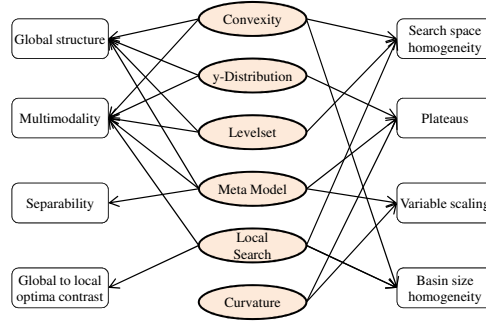 Global structure
Multimodality
Separability
Global to local
optima contrast
Convexity
y-Distribution
Levelset
Meta Model
Local
Search
Curvature
Search space
homogeneity
Plateaus
Variable scaling
Basin size
homogeneity